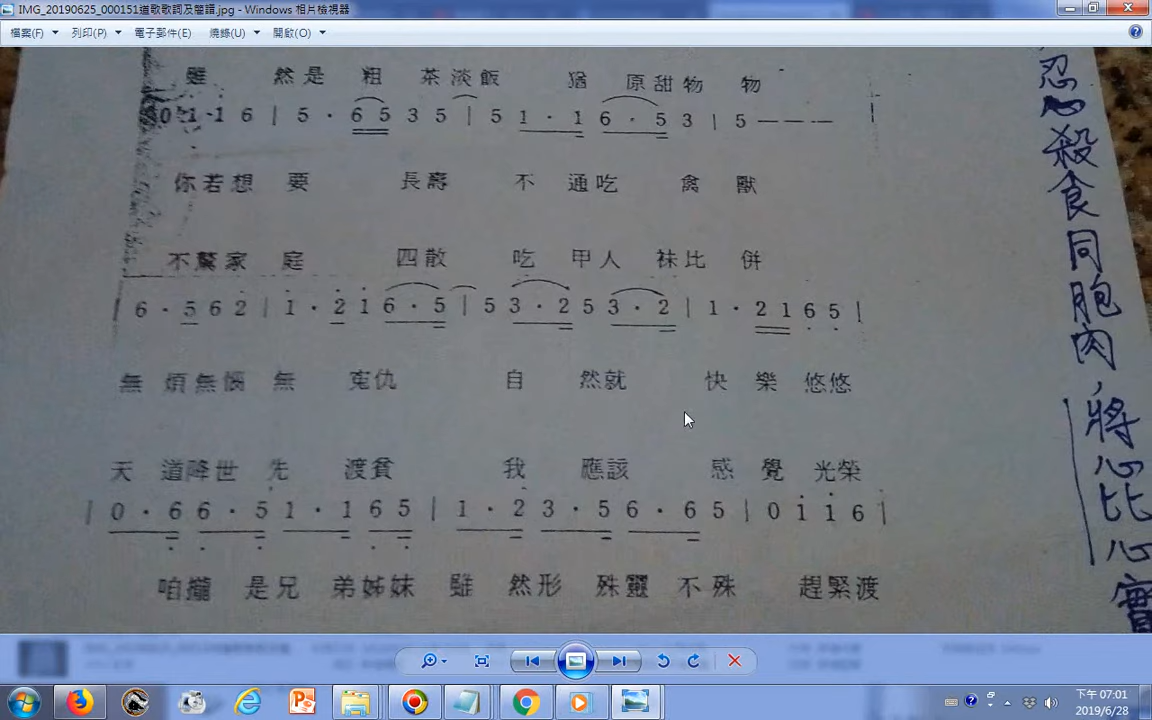 IMG_20190625_000151道歌歌詞及簡譜.jpg - Windows 相片檢視器
檔案(F) 列印(P) 電子郵件(E) 燒錄(U) 開啟(O)
雖 然是 粗 茶淡飯 猶 原甜物 物
0 1 1 6 | 5 · 6 5 3 5 | 5 1 · 1 6 · 5 3 | 5 — — — |
你若想 要 長壽 不 通吃 禽 獸
不驚家 庭 四散 吃 甲人 袜比 併
| 6 · 5 6 2 | 1 · 2 1 6 · 5 | 5 3 · 2 5 3 · 2 | 1 · 2 1 6 5 |
無 煩無惱 無 冤仇 自 然就 快 樂 悠悠
天 道降世 先 渡貧 我 應該 感 覺 光榮
| 0 · 6 6 · 5 1 · 1 6 5 | 1 · 2 3 · 5 6 · 6 5 | 0 1 1 6 |
咱攏 是兄 弟姊妹 雖 然形 殊靈 不 殊 趕緊渡
忍心殺食同胞肉,將心比心實
下午 07:01
2019/6/28